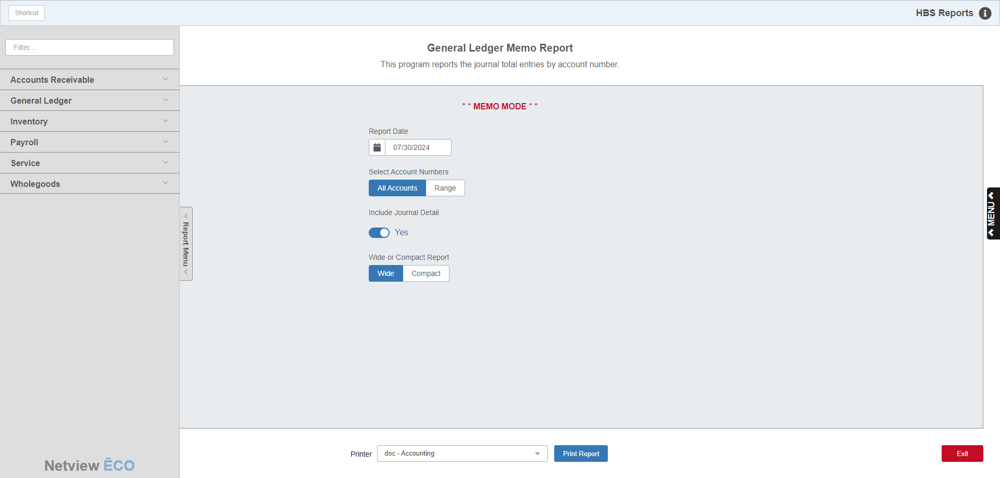 Shortcut
HBS Reports
Filter...
Accounts Receivable
General Ledger
Inventory
Payroll
Service
Wholegoods
Report Menu
Netview ĒCO
General Ledger Memo Report
This program reports the journal total entries by account number.
* * MEMO MODE * *
Report Date
07/30/2024
Select Account Numbers
All Accounts Range
Include Journal Detail
Yes
Wide or Compact Report
Wide Compact
MENU
Printer doc - Accounting Print Report Exit